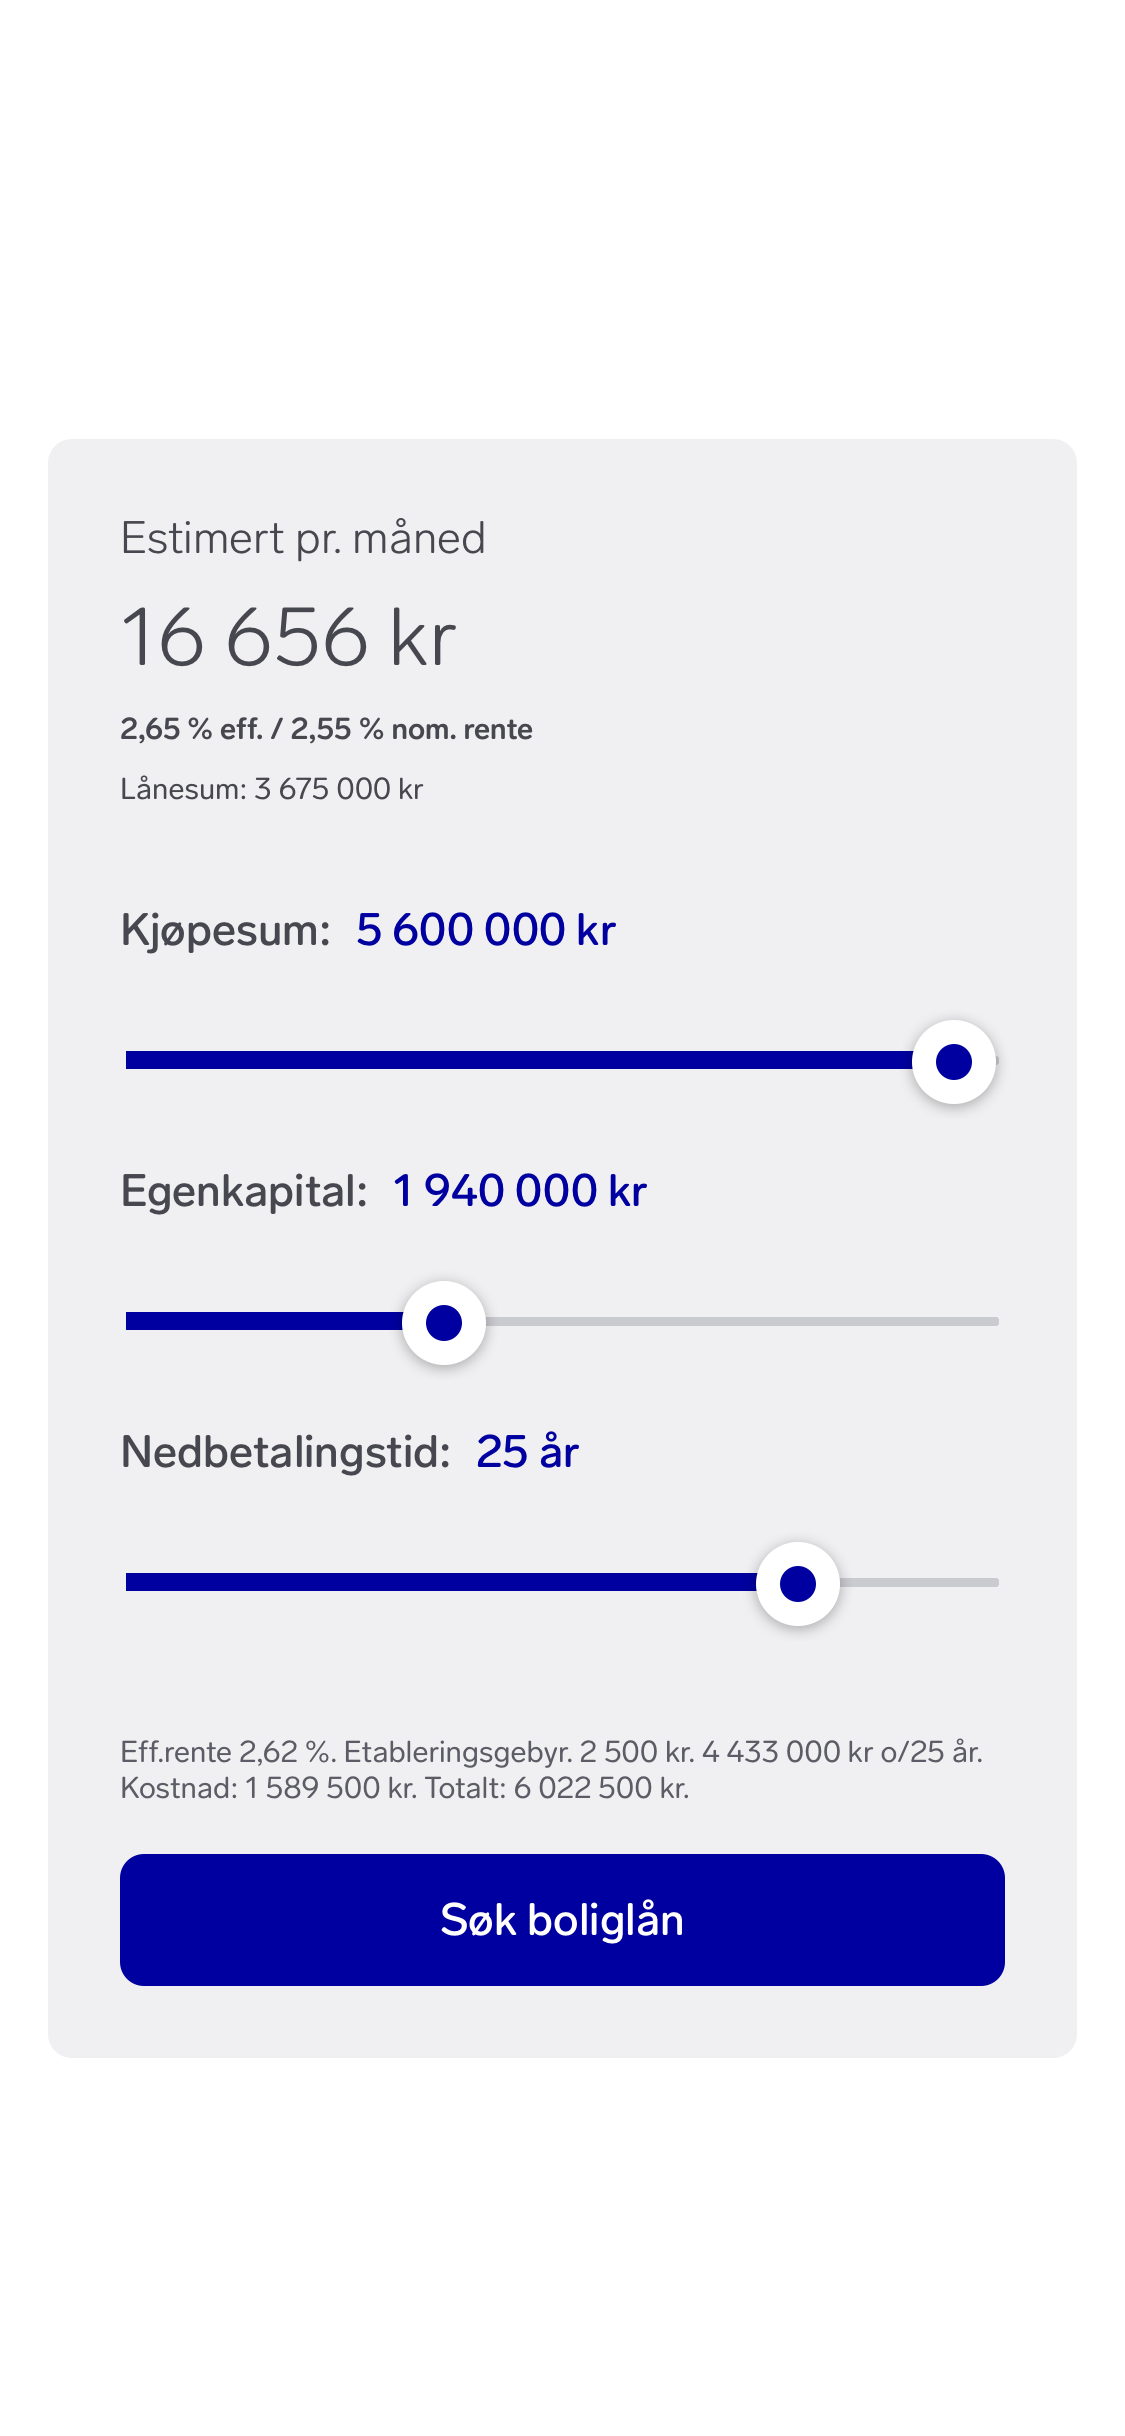 Estimert pr. måned
16 656 kr
2,65 % eff. / 2,55 % nom. rente
Lånesum: 3 675 000 kr
Kjøpesum: 5 600 000 kr
Egenkapital: 1 940 000 kr
Nedbetalingstid: 25 år
Eff.rente 2,62 %. Etableringsgebyr. 2 500 kr. 4 433 000 kr o/25 år.
Kostnad: 1 589 500 kr. Totalt: 6 022 500 kr.
Søk boliglån